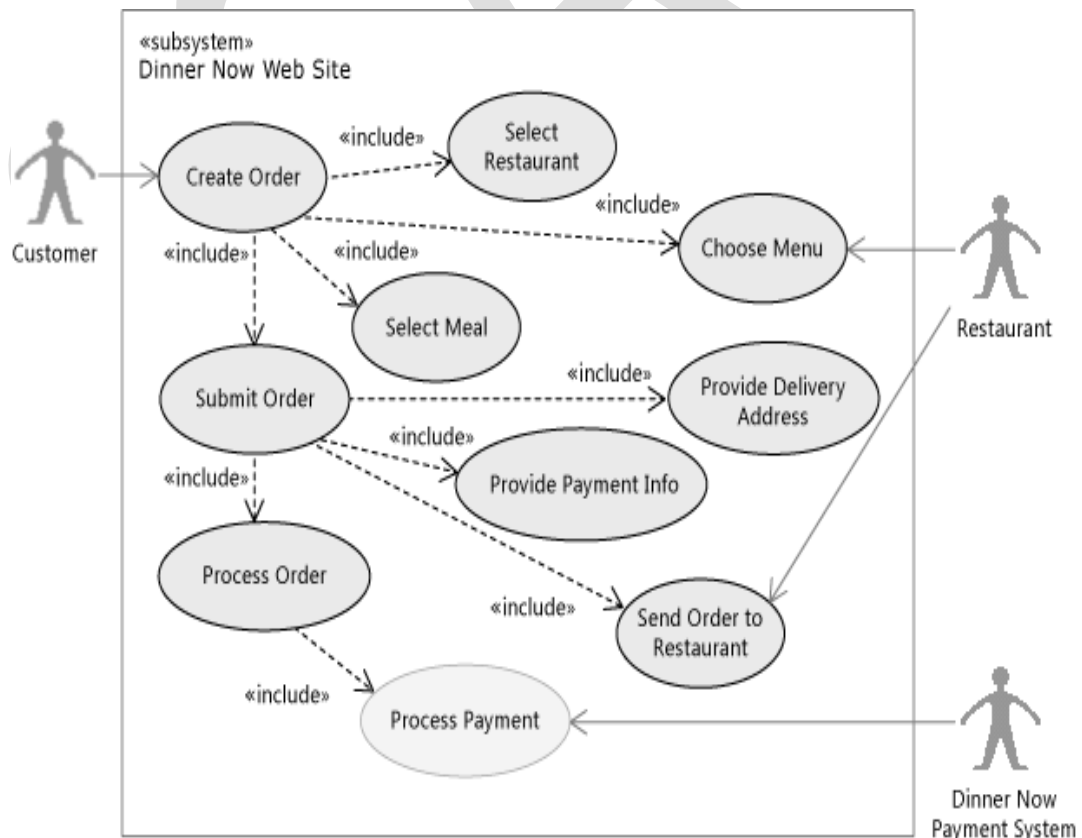 «subsystem»
Dinner Now Web Site
«include»
Select
Restaurant
Create Order
«include»
Customer
«include»
«include»
Choose Menu
Select Meal
Restaurant
«include»
Provide Delivery
Address
Submit Order
«include»
«include»
Provide Payment Info
Process Order
«include»
Send Order to
Restaurant
«include»
Process Payment
Dinner Now
Payment System